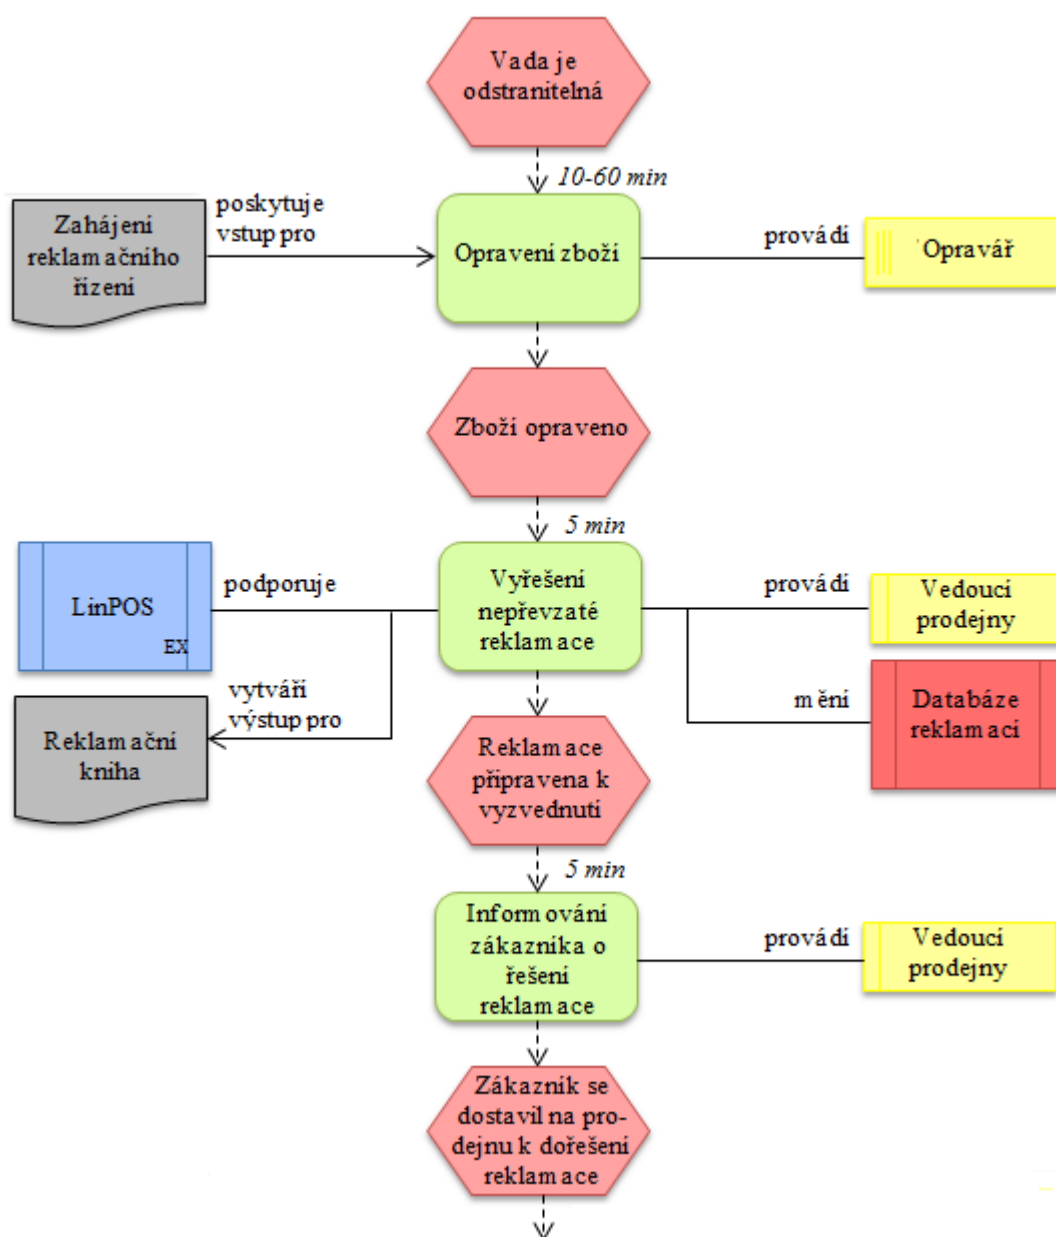 Vada je
odstranitelná
10-60 min
Zahájení
reklamačního
řízení
poskytuje
vstup pro
Opravení zboží
provádí
Opravář
Zboží opraveno
5 min
LinPOS
EX
podporuje
Vyřešení
nepřevzaté
reklamace
provádí
Vedoucí
prodejny
vytváří
výstup pro
Reklamační
kniha
mění
Databáze
reklamací
Reklamace
připravena k
vyzvednutí
5 min
Informování
zákazníka o
řešení
reklamace
provádí
Vedoucí
prodejny
Zákazník se
dostavil na pro-
dejnu k dořešení
reklamace